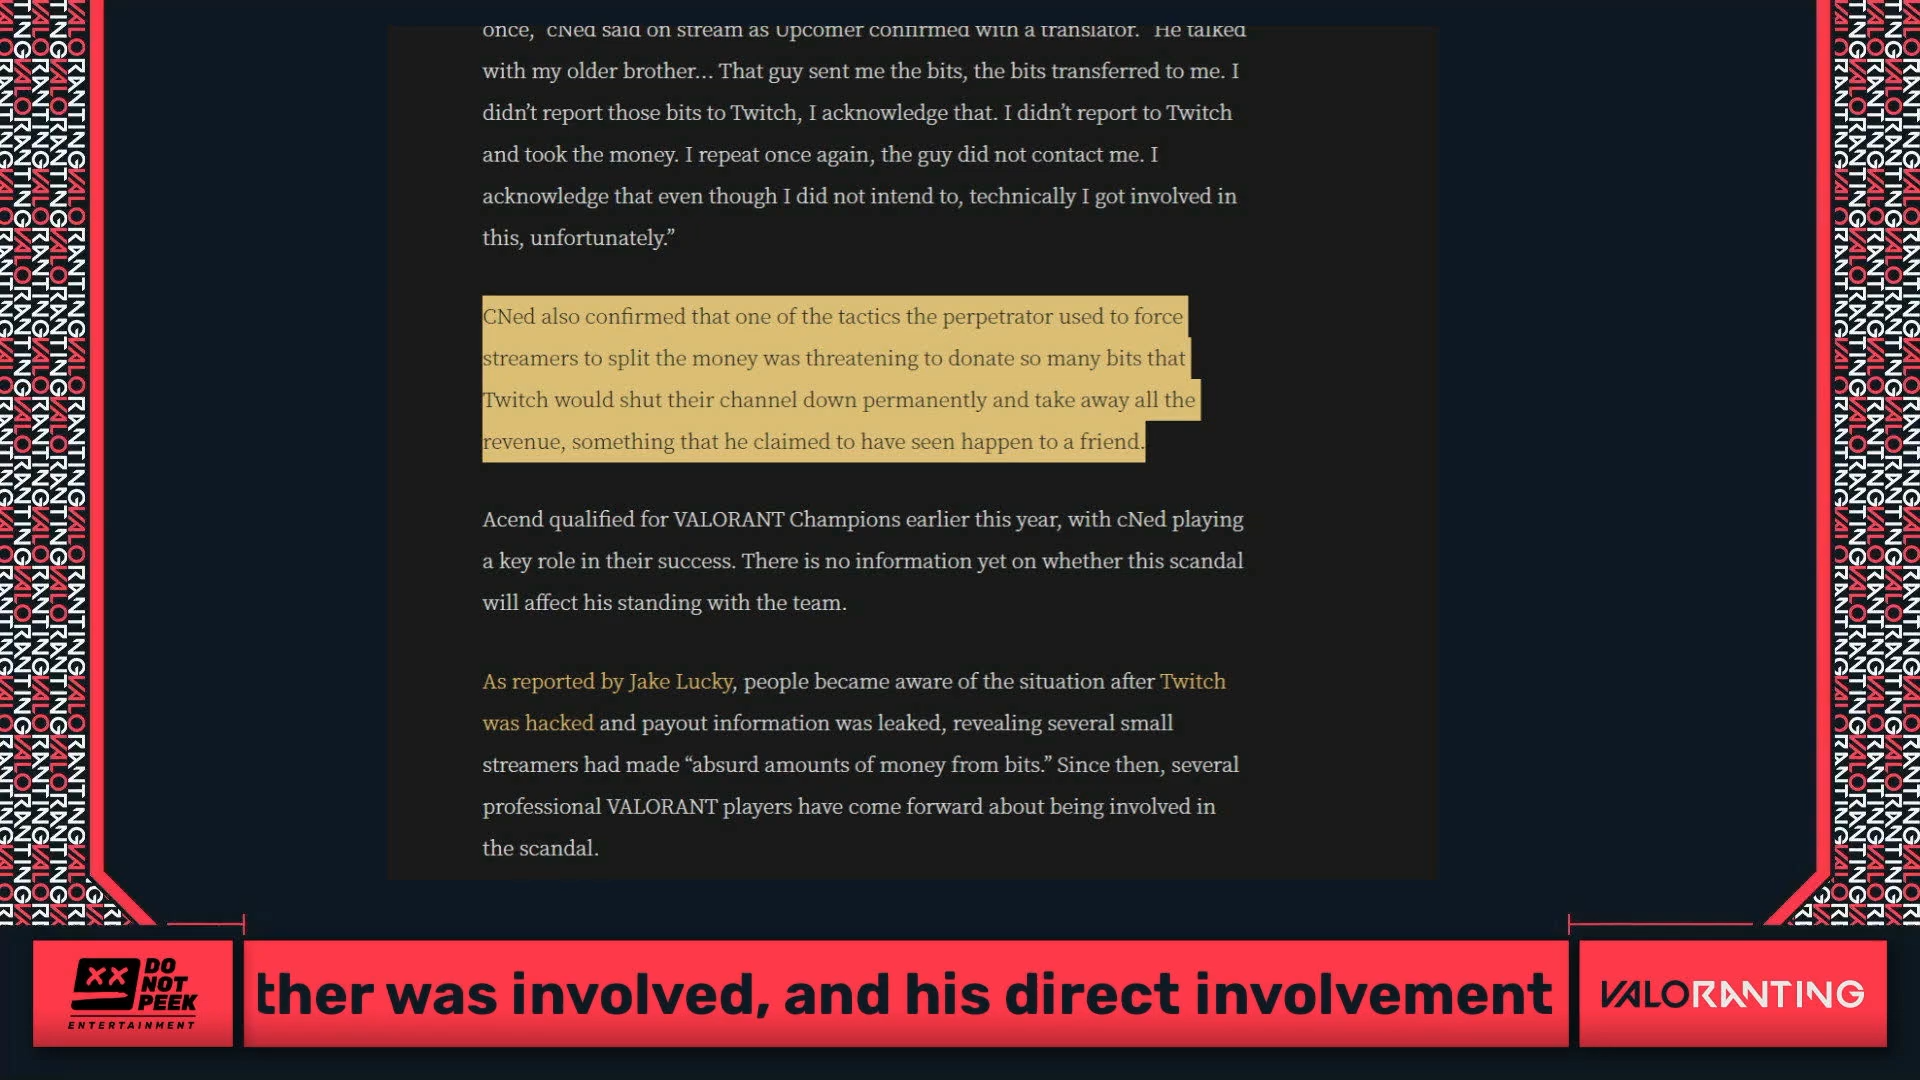 once,” cNed said on stream as Upcomer confirmed with a translator. “He talked
with my older brother… That guy sent me the bits, the bits transferred to me. I
didn’t report those bits to Twitch, I acknowledge that. I didn’t report to Twitch
and took the money. I repeat once again, the guy did not contact me. I
acknowledge that even though I did not intend to, technically I got involved in
this, unfortunately.”
CNed also confirmed that one of the tactics the perpetrator used to force
streamers to split the money was threatening to donate so many bits that
Twitch would shut their channel down permanently and take away all the
revenue, something that he claimed to have seen happen to a friend.
Acend qualified for VALORANT Champions earlier this year, with cNed playing
a key role in their success. There is no information yet on whether this scandal
will affect his standing with the team.
As reported by Jake Lucky, people became aware of the situation after Twitch
was hacked and payout information was leaked, revealing several small
streamers had made “absurd amounts of money from bits.” Since then, several
professional VALORANT players have come forward about being involved in
the scandal.
DO
NOT
PEEK
ENTERTAINMENT
ther was involved, and his direct involvement
VALORANTING